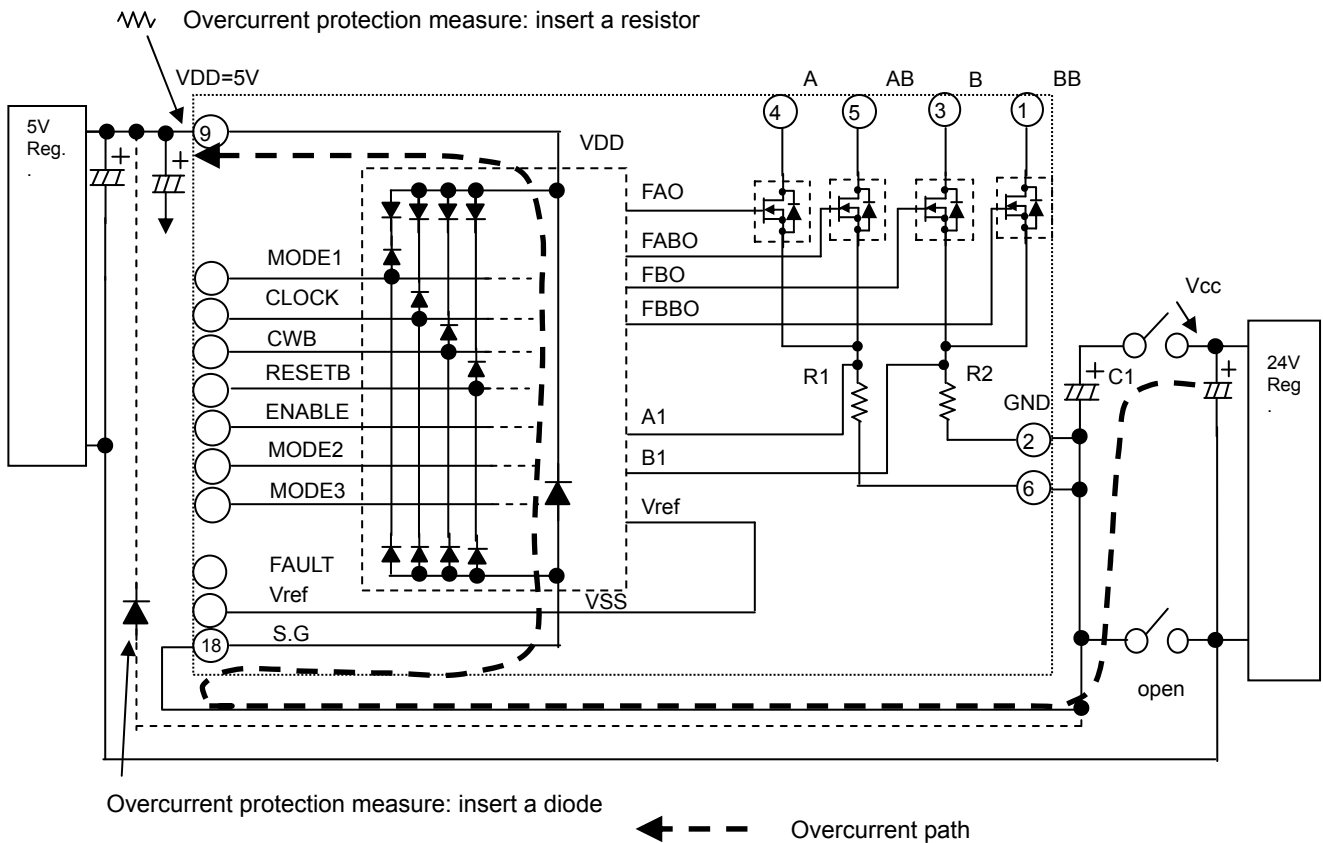 Overcurrent protection measure: insert a resistor
VDD=5V
A
AB
B
BB
5V
Reg.
.
9
4
5
3
1
VDD
+
+
FAO
FABO
FBO
FBBO
MODE1
CLOCK
CWB
RESETB
ENABLE
MODE2
MODE3
FAULT
Vref
S.G
18
VSS
A1
B1
Vref
R1
R2
GND
2
6
Vcc
+
C1
+
24V
Reg
.
open
Overcurrent protection measure: insert a diode
Overcurrent path